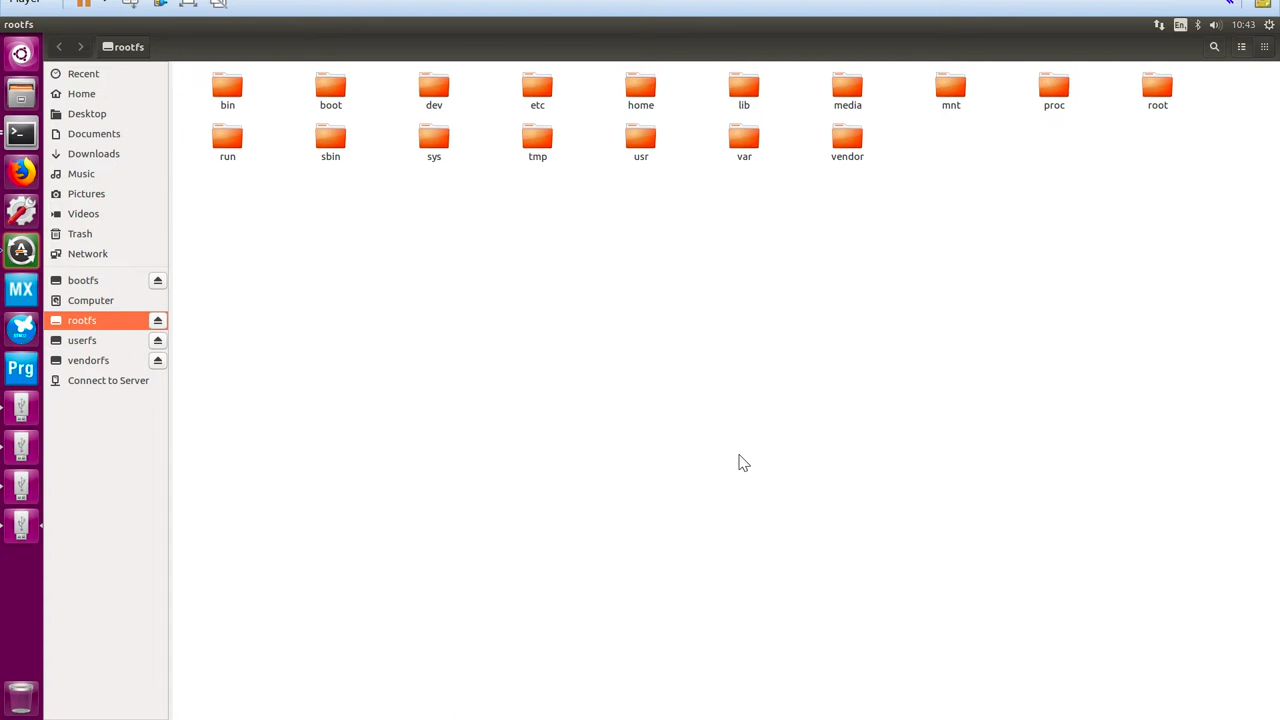 Player
rootfs
En
10:43
rootfs
Recent
Home
Desktop
Documents
Downloads
Music
Pictures
Videos
Trash
Network
bootfs
Computer
rootfs
userfs
vendorfs
Connect to Server
bin boot dev etc home lib media mnt proc root
run sbin sys tmp usr var vendor
MX
Prg